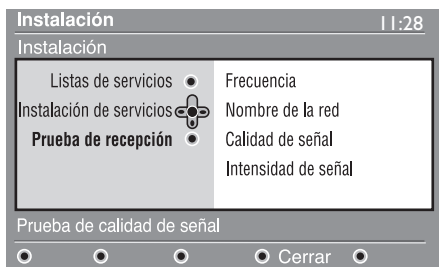 Instalación 11:28
Instalación
Listas de servicios Frecuencia
Instalación de servicios Nombre de la red
Prueba de recepción Calidad de señal
Intensidad de señal
Prueba de calidad de señal
Cerrar